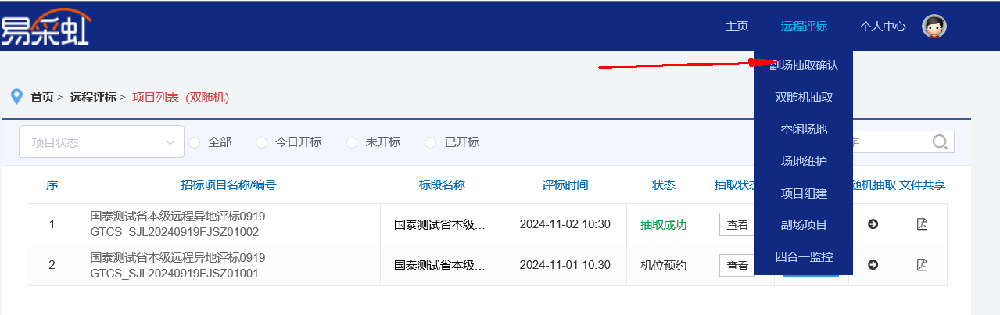 易采虹
主页 远程评标 个人中心
副场抽取确认
双随机抽取
空闲场地
场地维护
项目组建
副场项目
四合一监控
首页 > 远程评标 > 项目列表 (双随机)
项目状态 全部 今日开标 未开标 已开标 字
序 招标项目名称/编号 标段名称 评标时间 状态 抽取状态 随机抽取 文件共享
1 国泰测试省本级远程异地评标0919 国泰测试省本级... 2024-11-02 10:30 抽取成功 查看
GTCS_SJL20240919FJSZ01002
2 国泰测试省本级远程异地评标0919 国泰测试省本级... 2024-11-01 10:30 机位预约 查看
GTCS_SJL20240919FJSZ01001